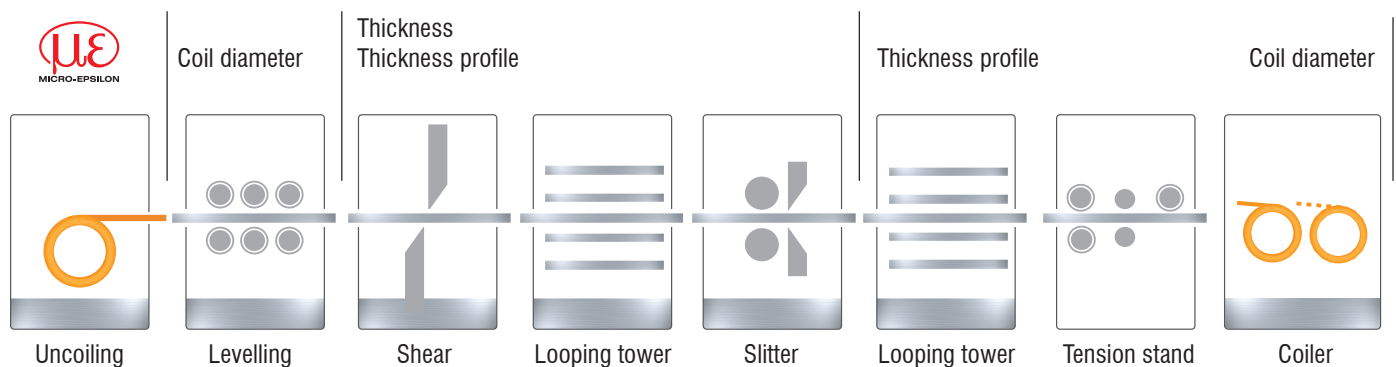 με
MICRO-EPSILON
Coil diameter
Thickness
Thickness profile
Thickness profile
Coil diameter
Uncoiling
Levelling
Shear
Looping tower
Slitter
Looping tower
Tension stand
Coiler